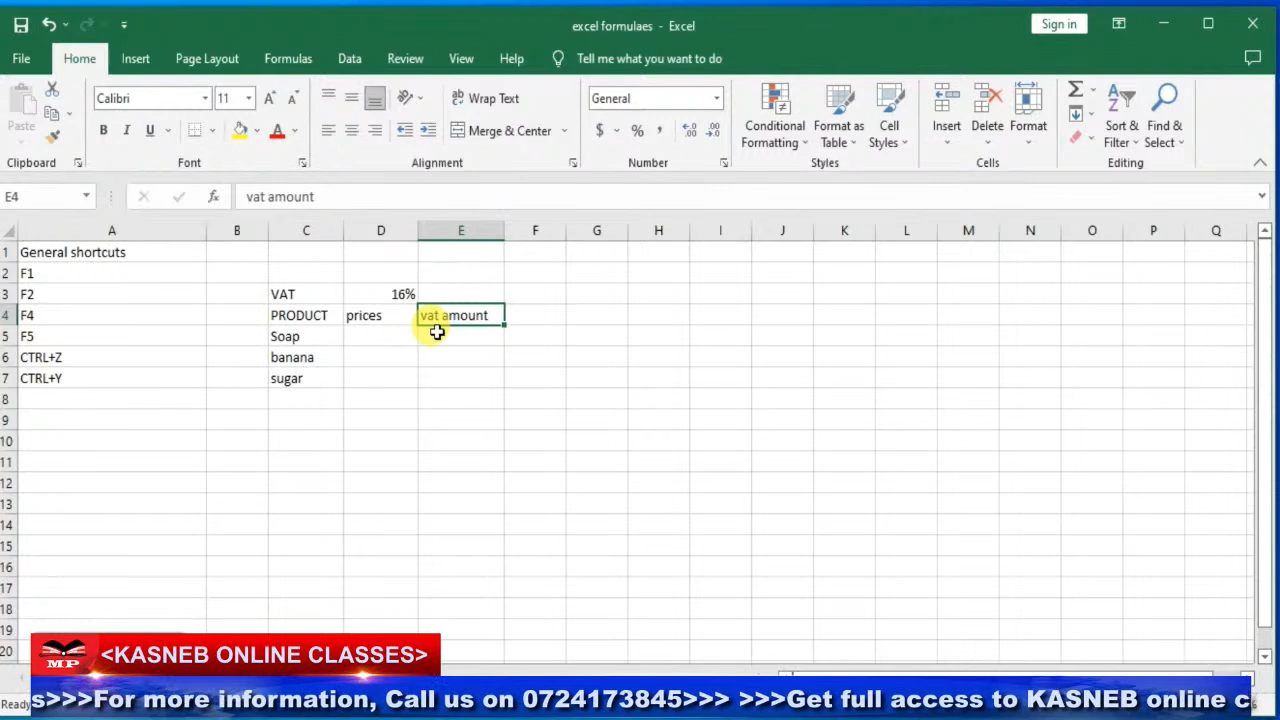 excel formulaes - Excel
Sign in
File Home Insert Page Layout Formulas Data Review View Help Tell me what you want to do
Calibri 11 Wrap Text General
Paste B I U A Merge & Center $ % , Conditional Formatting Format as Table Cell Styles Insert Delete Format Sort & Filter Find & Select
Clipboard Font Alignment Number Styles Cells Editing
E4 fx vat amount
A B C D E F G H I J K L M N O P Q
1 General shortcuts
2 F1
3 F2 VAT 16%
4 F4 PRODUCT prices vat amount
5 F5 Soap
6 CTRL+Z banana
7 CTRL+Y sugar
8
9
10
11
12
13
14
15
16
17
18
19
20
MP <KASNEB ONLINE CLASSES>
s>>>For more information, Call us on 0724173845>>> >>>Get full access to KASNEB online c
Ready